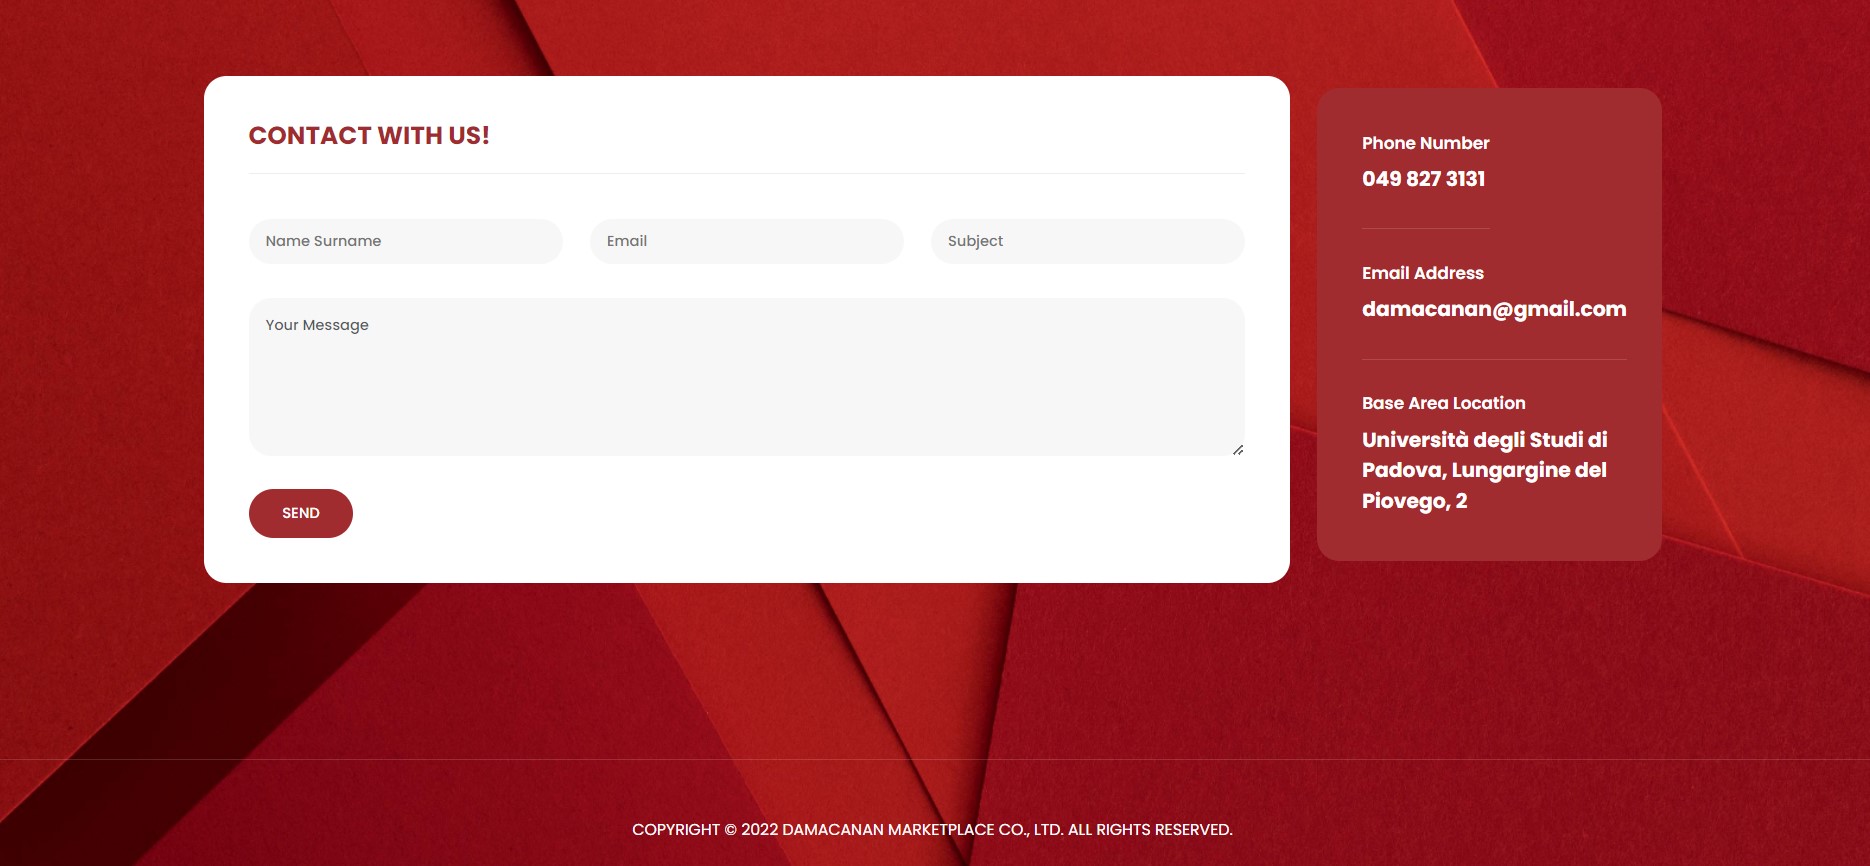 CONTACT WITH US!
Name Surname
Email
Subject
Your Message
SEND
Phone Number
049 827 3131
Email Address
damacanan@gmail.com
Base Area Location
Università degli Studi di
Padova, Lungargine del
Piovego, 2
COPYRIGHT © 2022 DAMACANAN MARKETPLACE CO., LTD. ALL RIGHTS RESERVED.